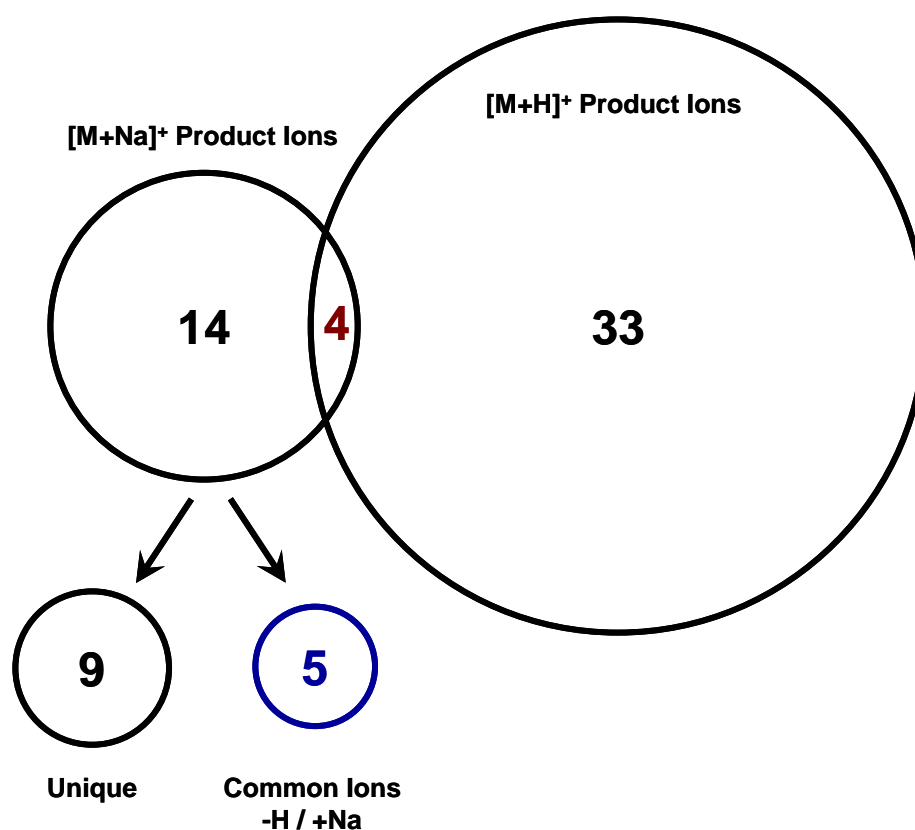 [M+H]⁺ Product Ions
[M+Na]⁺ Product Ions
14
4
33
9
5
Unique
Common Ions
-H / +Na